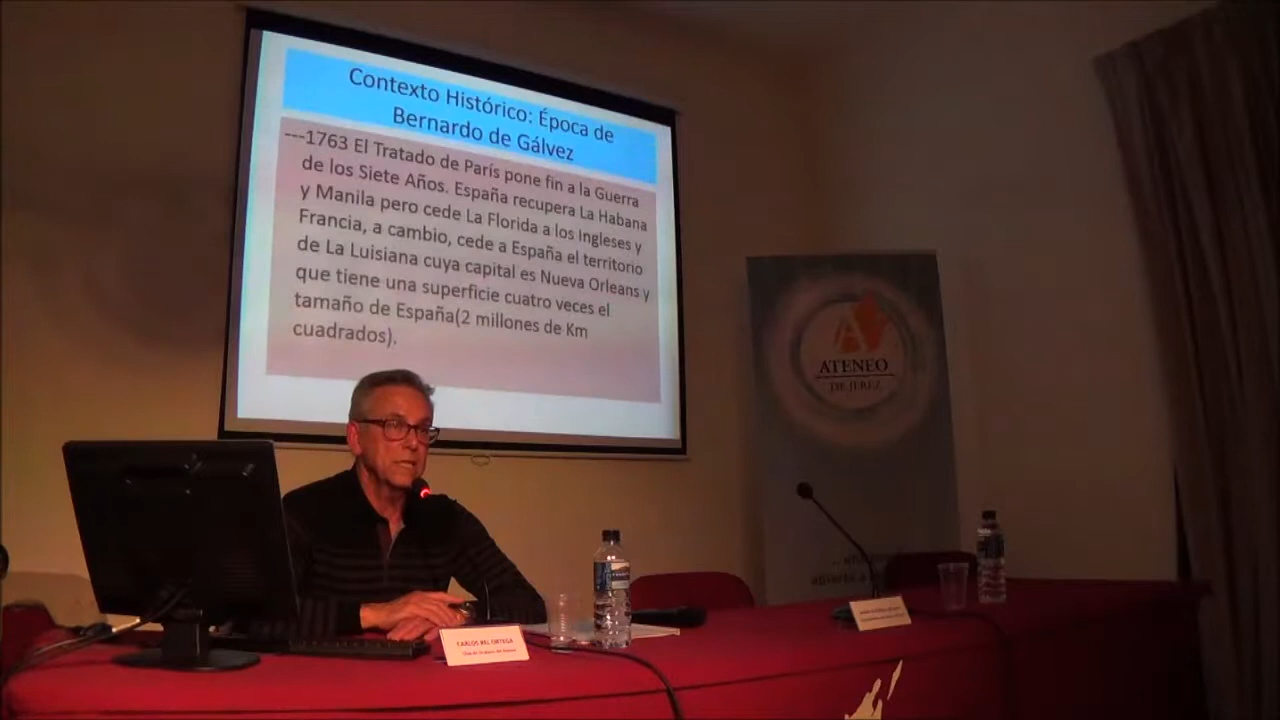 Contexto Histórico: Época de
Bernardo de Gálvez
---1763 El Tratado de París pone fin a la Guerra
de los Siete Años. España recupera La Habana
y Manila pero cede La Florida a los Ingleses y
Francia, a cambio, cede a España el territorio
de La Luisiana cuya capital es Nueva Orleans y
que tiene una superficie cuatro veces el
tamaño de España(2 millones de Km
cuadrados).
A
ATENEO
DE JEREZ
CARLOS BEL ORTEGA